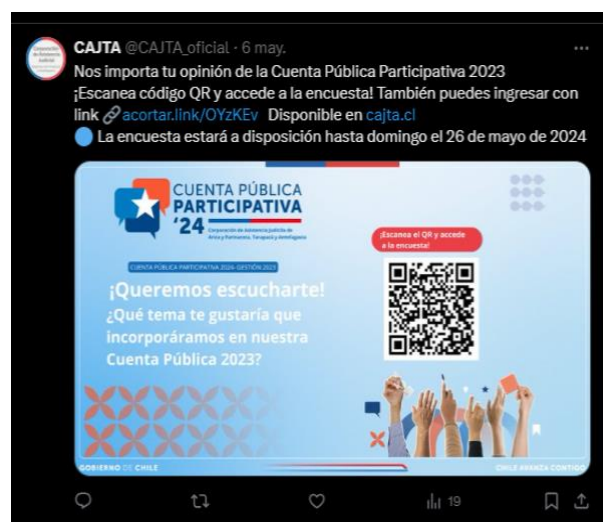 CAJTA @CAJTA_oficial · 6 may.
Nos importa tu opinión de la Cuenta Pública Participativa 2023
¡Escanea código QR y accede a la encuesta! También puedes ingresar con
link 🔗acortar.link/OYzKEv Disponible en cajta.cl
🔵 La encuesta estará a disposición hasta domingo el 26 de mayo de 2024
CUENTA PÚBLICA
PARTICIPATIVA
'24
Corporación de Asistencia Judicial de
Arica y Parinacota, Tarapacá y Antofagasta
¡Escanea el QR y accede
a la encuesta!
CUENTA PÚBLICA PARTICIPATIVA 2024-GESTIÓN 2023
¡Queremos escucharte!
¿Qué tema te gustaría que
incorporáramos en nuestra
Cuenta Pública 2023?
GOBIERNO DE CHILE
CHILE AVANZA CONTIGO
19